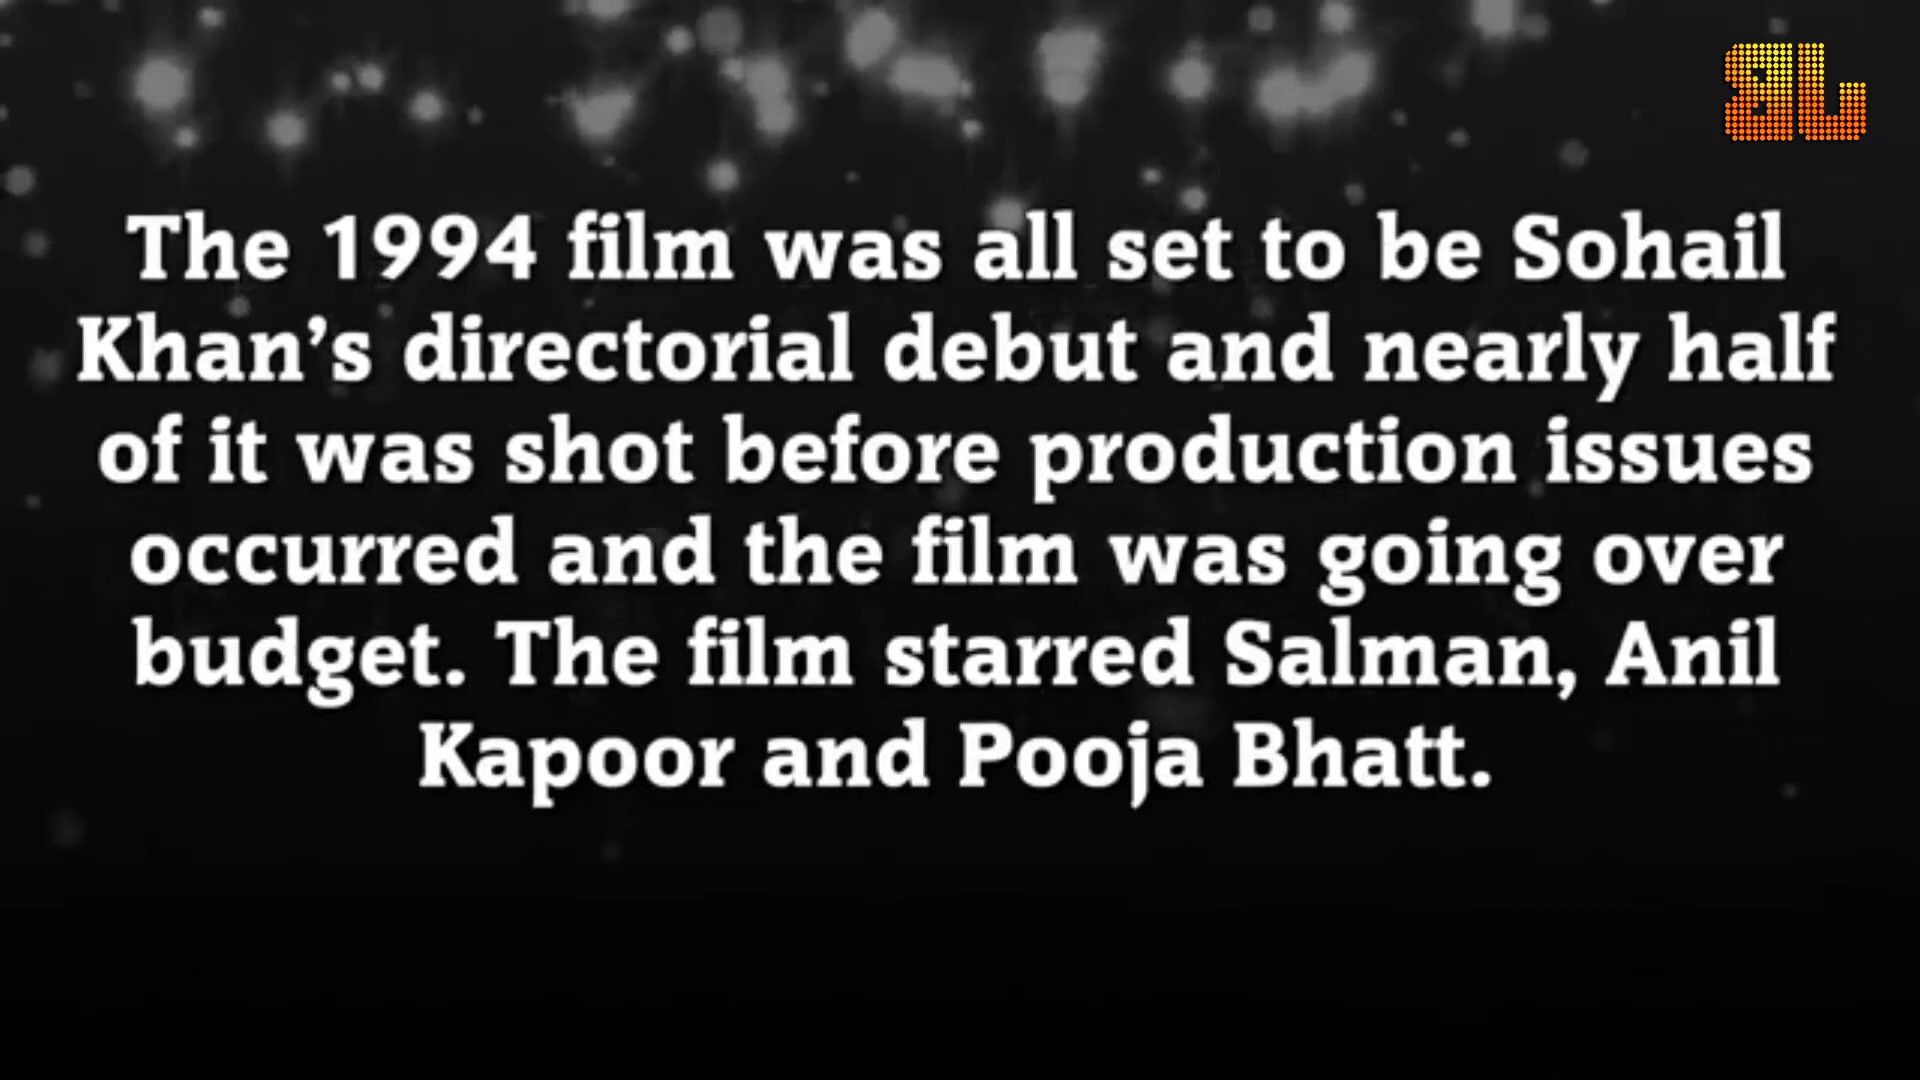 The 1994 film was all set to be Sohail
Khan’s directorial debut and nearly half
of it was shot before production issues
occurred and the film was going over
budget. The film starred Salman, Anil
Kapoor and Pooja Bhatt.